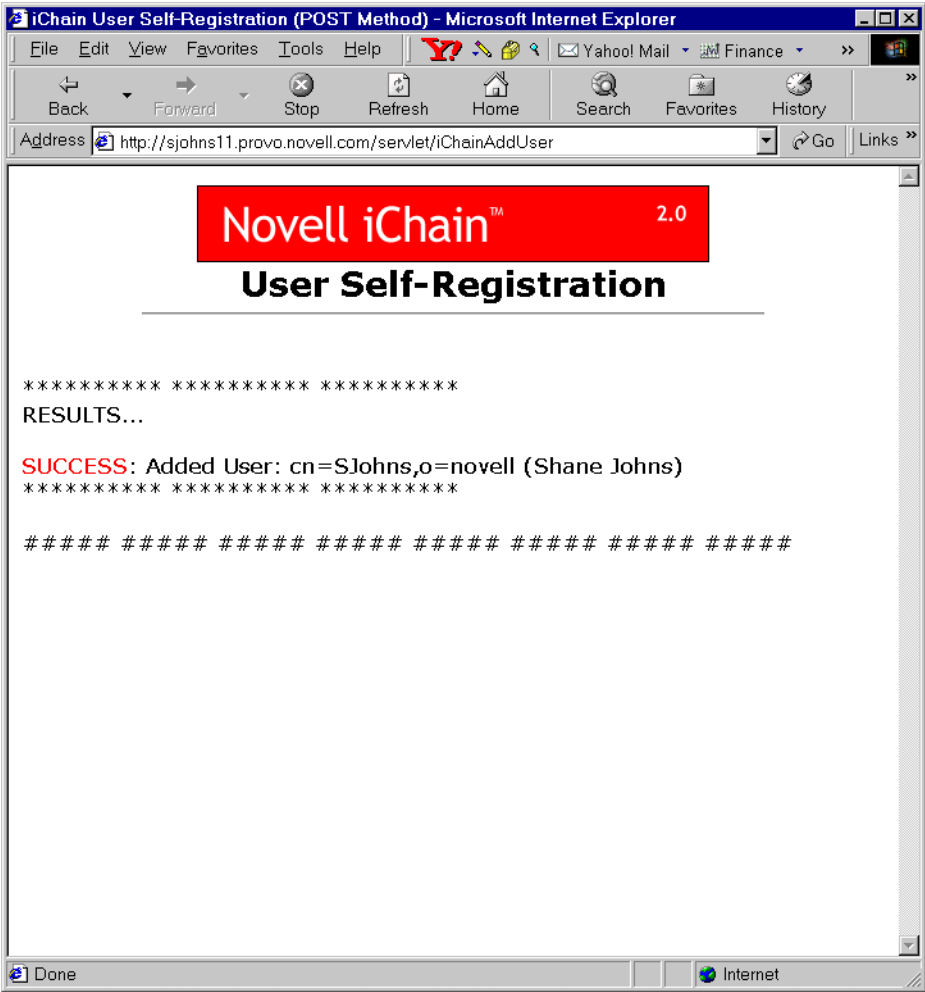 iChain User Self-Registration (POST Method) - Microsoft Internet Explorer
File Edit View Favorites Tools Help Y! Yahoo! Mail Finance »
Back Forward Stop Refresh Home Search Favorites History »
Address http://sjohns11.provo.novell.com/servlet/iChainAddUser Go Links »
Novell iChain™ 2.0
User Self-Registration
********** ********** **********
RESULTS...
SUCCESS: Added User: cn=SJohns,o=novell (Shane Johns)
********** ********** **********
##### ##### ##### ##### ##### ##### ##### #####
Done Internet